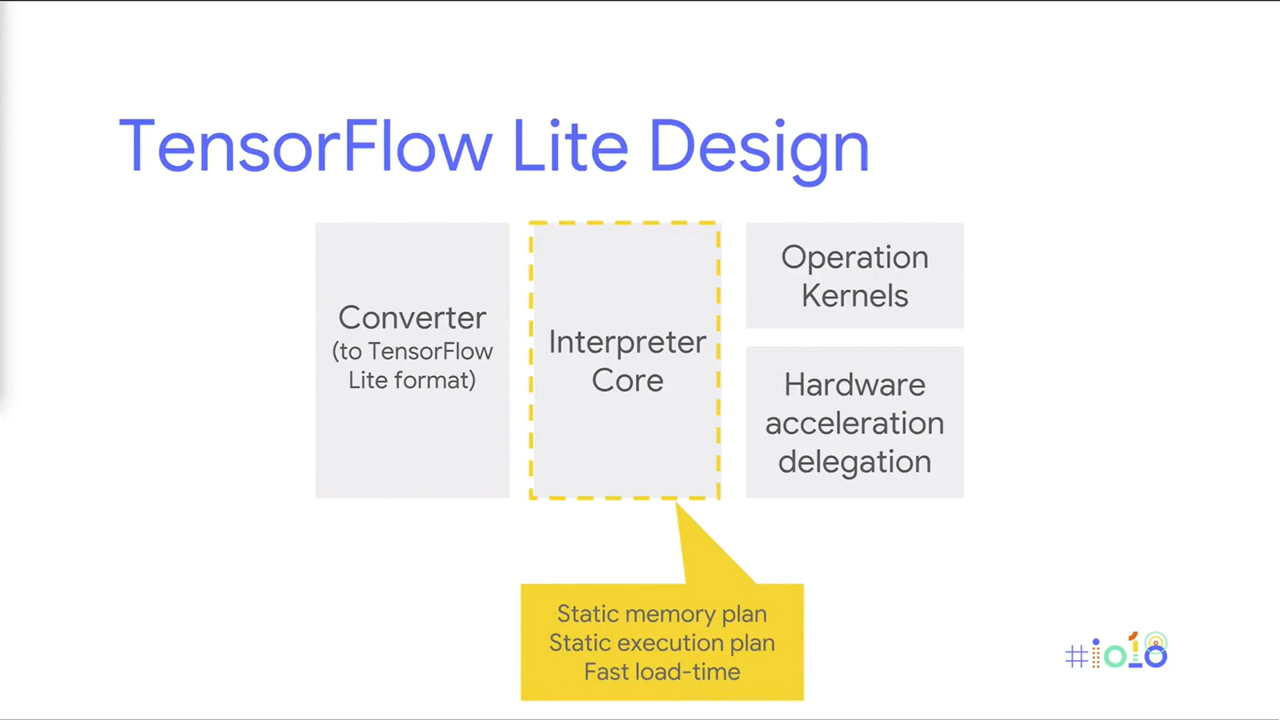 TensorFlow Lite Design
Converter
(to TensorFlow
Lite format)
Interpreter
Core
Operation
Kernels
Hardware
acceleration
delegation
Static memory plan
Static execution plan
Fast load-time
#io18